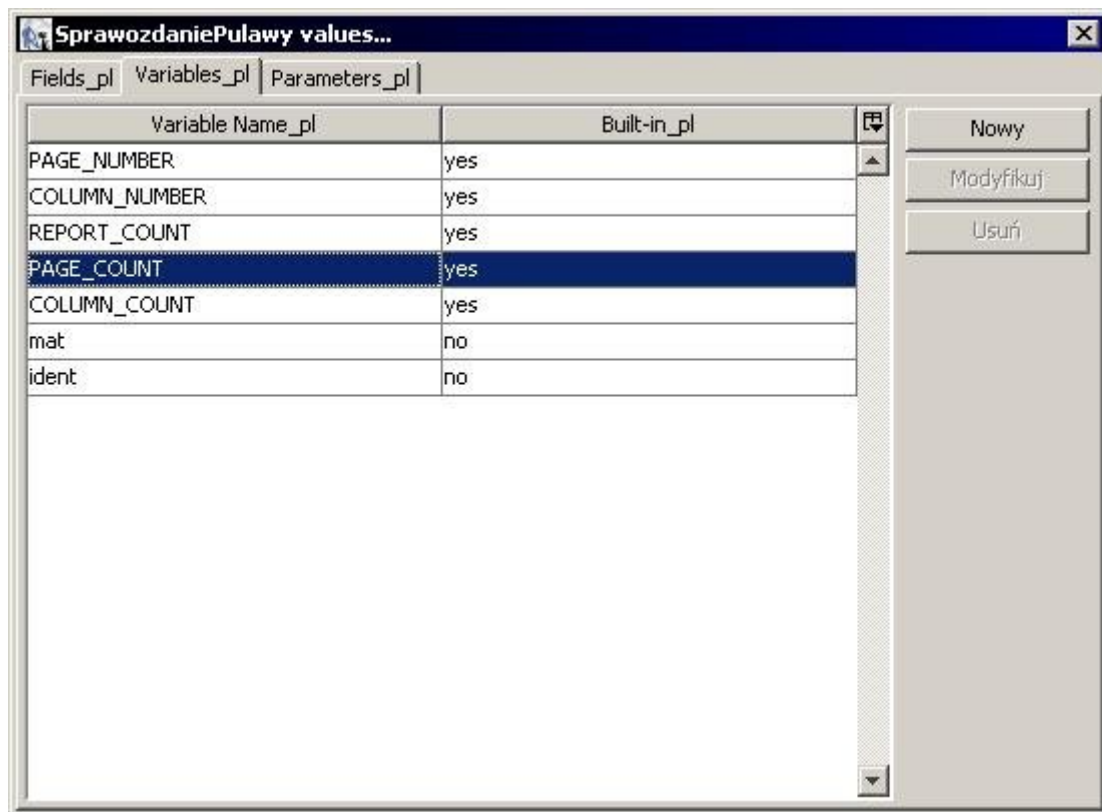 SprawozdaniePulawy values...
Fields_pl Variables_pl Parameters_pl
Variable Name_pl Built-in_pl Nowy
PAGE_NUMBER yes
Modyfikuj
COLUMN_NUMBER yes
REPORT_COUNT yes Usuń
PAGE_COUNT yes
COLUMN_COUNT yes
mat no
ident no